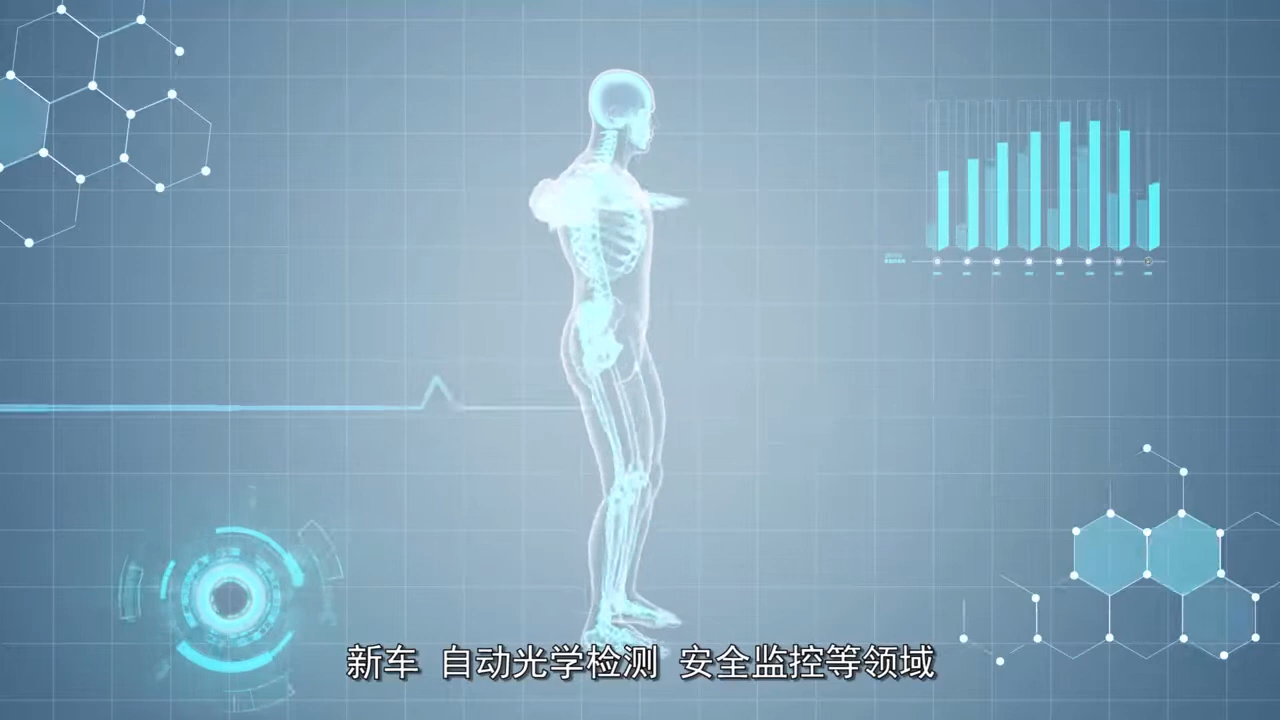 新车 自动光学检测 安全监控等领域